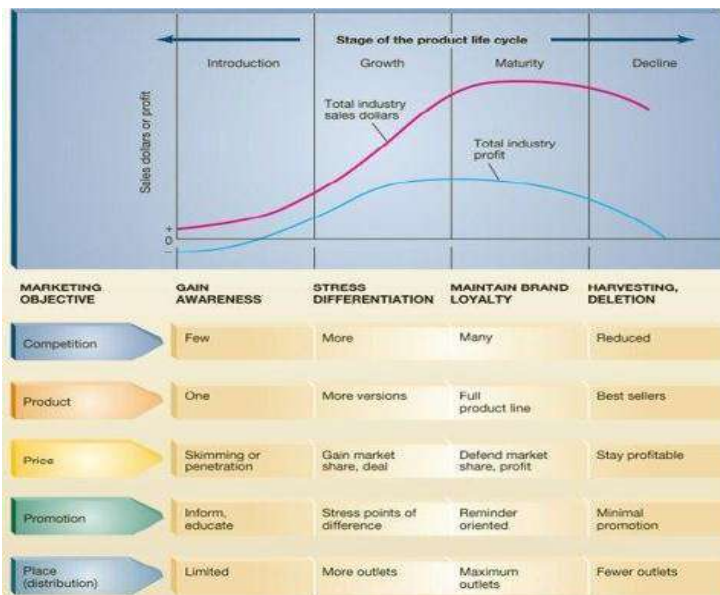 Stage of the product life cycle
Introduction
Growth
Maturity
Decline
Total industry
sales dollars
Total industry
profit
Sales dollars or profit
+
0
–
MARKETING
OBJECTIVE
GAIN
AWARENESS
STRESS
DIFFERENTIATION
MAINTAIN BRAND
LOYALTY
HARVESTING,
DELETION
Competition
Few
More
Many
Reduced
Product
One
More versions
Full
product line
Best sellers
Price
Skimming or
penetration
Gain market
share, deal
Defend market
share, profit
Stay profitable
Promotion
Inform,
educate
Stress points of
difference
Reminder
oriented
Minimal
promotion
Place
(distribution)
Limited
More outlets
Maximum
outlets
Fewer outlets